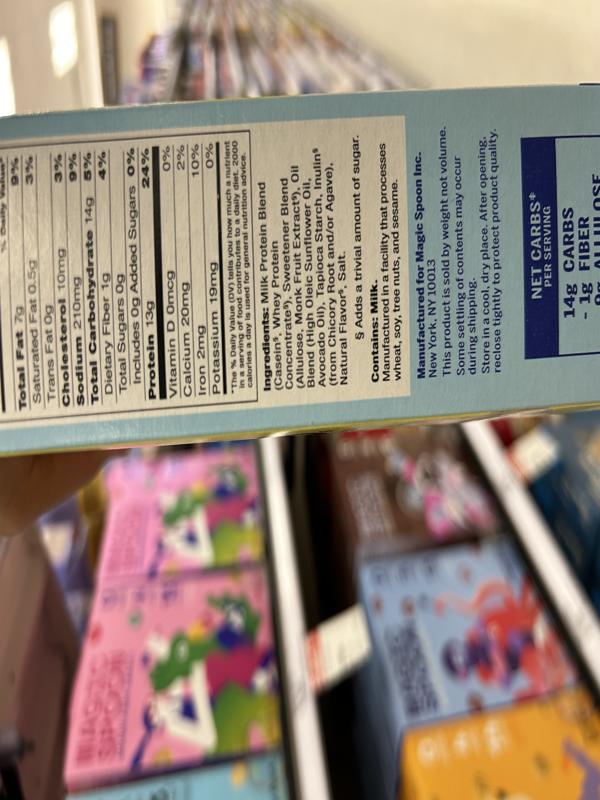 % Daily Value*
Total Fat 7g 9%
Saturated Fat 0.5g 3%
Trans Fat 0g
Cholesterol 10mg 3%
Sodium 210mg 9%
Total Carbohydrate 14g 5%
Dietary Fiber 1g 4%
Total Sugars 0g
Includes 0g Added Sugars 0%
Protein 13g 24%
Vitamin D 0mcg 0%
Calcium 20mg 2%
Iron 2mg 10%
Potassium 19mg 0%
*The % Daily Value (DV) tells you how much a nutrient
in a serving of food contributes to a daily diet. 2000
calories a day is used for general nutrition advice.
Ingredients: Milk Protein Blend
(Casein§, Whey Protein
Concentrate§), Sweetener Blend
(Allulose, Monk Fruit Extract§), Oil
Blend (High Oleic Sunflower Oil,
Avocado Oil), Tapioca Starch, Inulin§
(from Chicory Root and/or Agave),
Natural Flavor§, Salt.
§ Adds a trivial amount of sugar.
Contains: Milk.
Manufactured in a facility that processes
wheat, soy, tree nuts, and sesame.
Manufactured for Magic Spoon Inc.
New York, NY 10013
This product is sold by weight not volume.
Some settling of contents may occur
during shipping.
Store in a cool, dry place. After opening,
reclose tightly to protect product quality.
NET CARBS*
PER SERVING
14g CARBS
- 1g FIBER
ALLULOSE
MAGIC
SPOON
MAGIC
SPOON